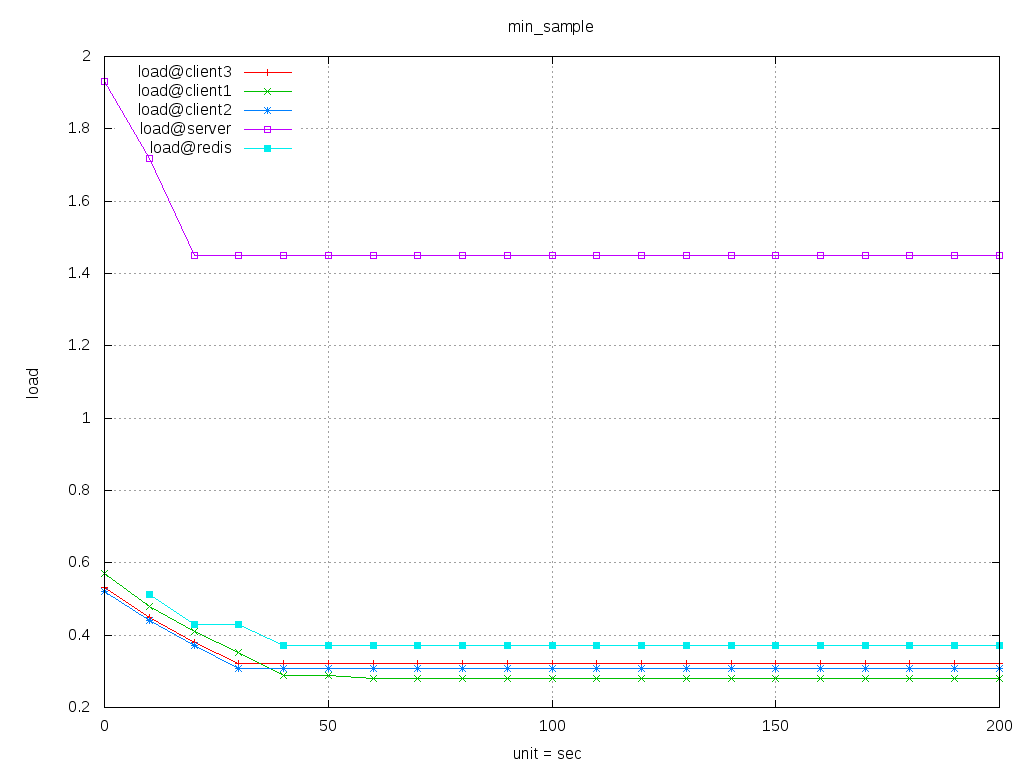 min_sample
load@client3
load@client1
load@client2
load@server
load@redis
2
1.8
1.6
1.4
1.2
1
0.8
0.6
0.4
0.2
load
0 50 100 150 200
unit = sec